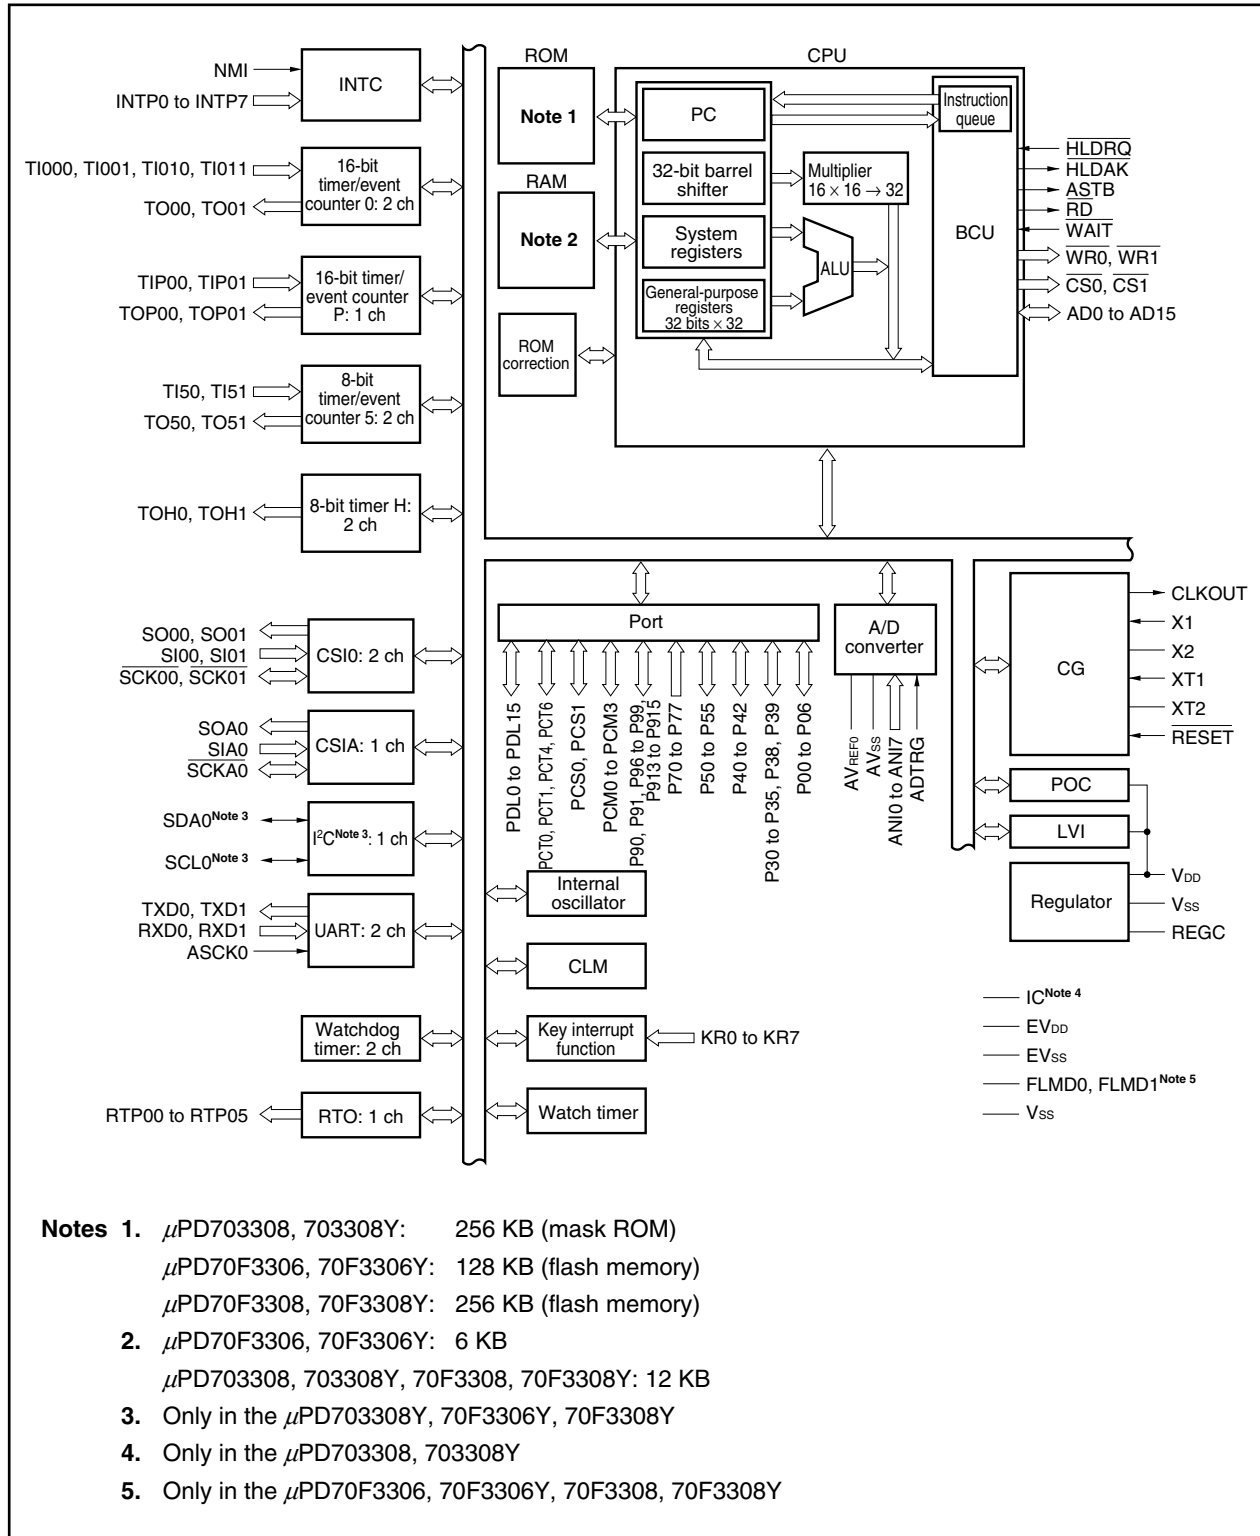 ROM
CPU
NMI
INTP0 to INTP7
INTC
Note 1
PC
Instruction
queue
TI000, TI001, TI010, TI011
TO00, TO01
16-bit
timer/event
counter 0: 2 ch
RAM
Note 2
32-bit barrel
shifter
Multiplier
16 × 16 → 32
System
registers
ALU
General-purpose
registers
32 bits × 32
BCU
HLDRQ
HLDAK
ASTB
RD
WAIT
WR0, WR1
CS0, CS1
AD0 to AD15
TIP00, TIP01
TOP00, TOP01
16-bit timer/
event counter
P: 1 ch
ROM
correction
TI50, TI51
TO50, TO51
8-bit
timer/event
counter 5: 2 ch
TOH0, TOH1
8-bit timer H:
2 ch
SO00, SO01
SI00, SI01
SCK00, SCK01
CSI0: 2 ch
SOA0
SIA0
SCKA0
CSIA: 1 ch
SDA0Note 3
SCL0Note 3
I2CNote 3: 1 ch
TXD0, TXD1
RXD0, RXD1
ASCK0
UART: 2 ch
Watchdog
timer: 2 ch
RTP00 to RTP05
RTO: 1 ch
Port
PDL0 to PDL15
PCT0, PCT1, PCT4, PCT6
PCS0, PCS1
PCM0 to PCM3
P90, P91, P96 to P99,
P913 to P915
P70 to P77
P50 to P55
P40 to P42
P30 to P35, P38, P39
P00 to P06
A/D
converter
AVREF0
AVSS
ANI0 to ANI7
ADTRG
CG
CLKOUT
X1
X2
XT1
XT2
RESET
POC
LVI
Regulator
VDD
VSS
REGC
Internal
oscillator
CLM
Key interrupt
function
KR0 to KR7
Watch timer
ICNote 4
EVDD
EVSS
FLMD0, FLMD1Note 5
VSS
Notes 1. μPD703308, 703308Y: 256 KB (mask ROM)
μPD70F3306, 70F3306Y: 128 KB (flash memory)
μPD70F3308, 70F3308Y: 256 KB (flash memory)
2. μPD70F3306, 70F3306Y: 6 KB
μPD703308, 703308Y, 70F3308, 70F3308Y: 12 KB
3. Only in the μPD703308Y, 70F3306Y, 70F3308Y
4. Only in the μPD703308, 703308Y
5. Only in the μPD70F3306, 70F3306Y, 70F3308, 70F3308Y